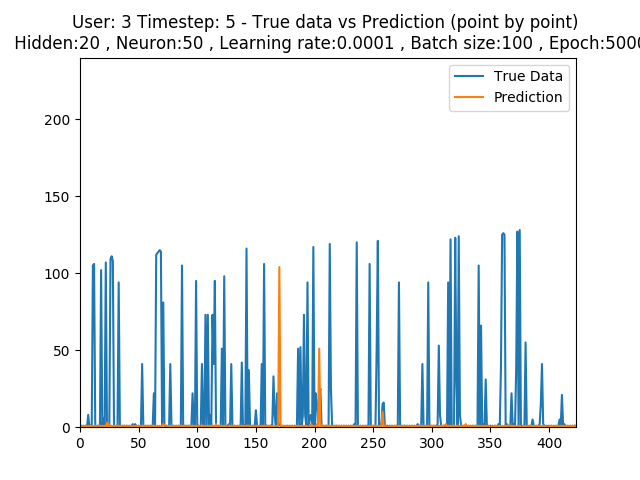 User: 3 Timestep: 5 - True data vs Prediction (point by point)
Hidden:20 , Neuron:50 , Learning rate:0.0001 , Batch size:100 , Epoch:5000
True Data
Prediction
200
150
100
50
0
0 50 100 150 200 250 300 350 400